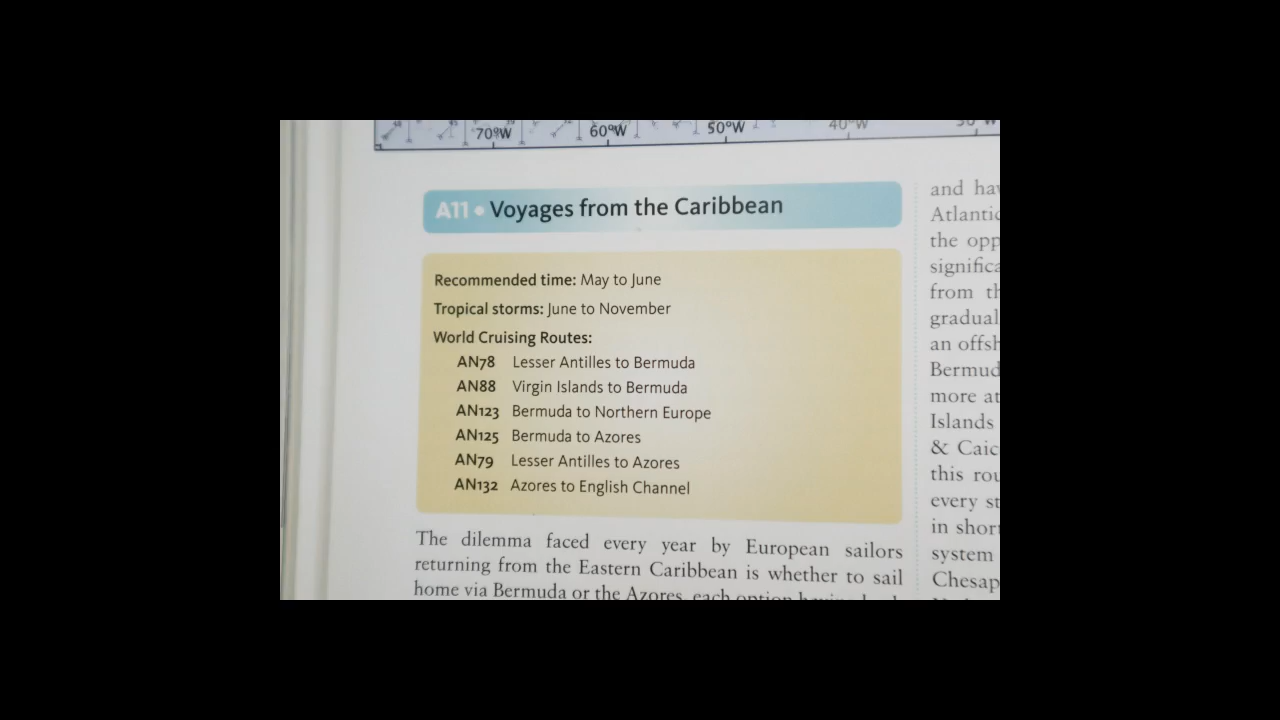 70°W 60°W 50°W 40°W
A11 • Voyages from the Caribbean
Recommended time: May to June
Tropical storms: June to November
World Cruising Routes:
AN78 Lesser Antilles to Bermuda
AN88 Virgin Islands to Bermuda
AN123 Bermuda to Northern Europe
AN125 Bermuda to Azores
AN79 Lesser Antilles to Azores
AN132 Azores to English Channel
The dilemma faced every year by European sailors
returning from the Eastern Caribbean is whether to sail
home via Bermuda or the Azores, each option
and
Atlantic
the opp
significa
from
gradual
an offsh
Bermud
more at
Islands
& Caic
this rou
every st
in short
system
Chesap